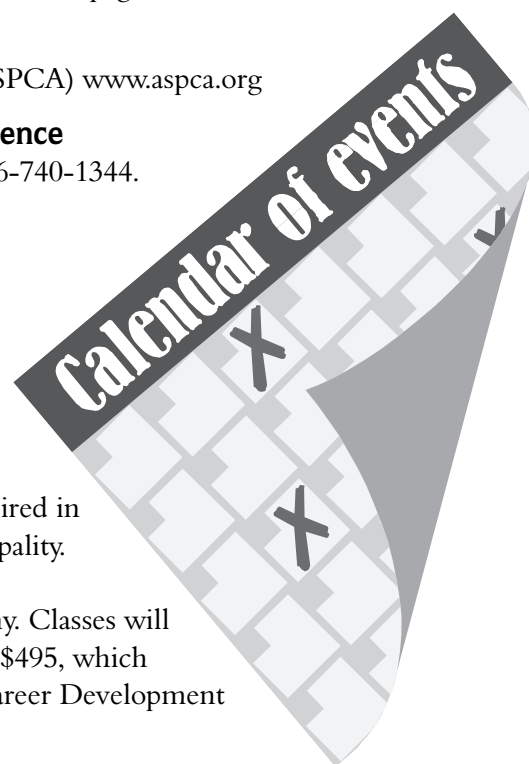 SPCA) www.aspca.org
ence
6-740-1344.
Calendar of events
ired in
pality.
ny. Classes will
$495, which
areer Development